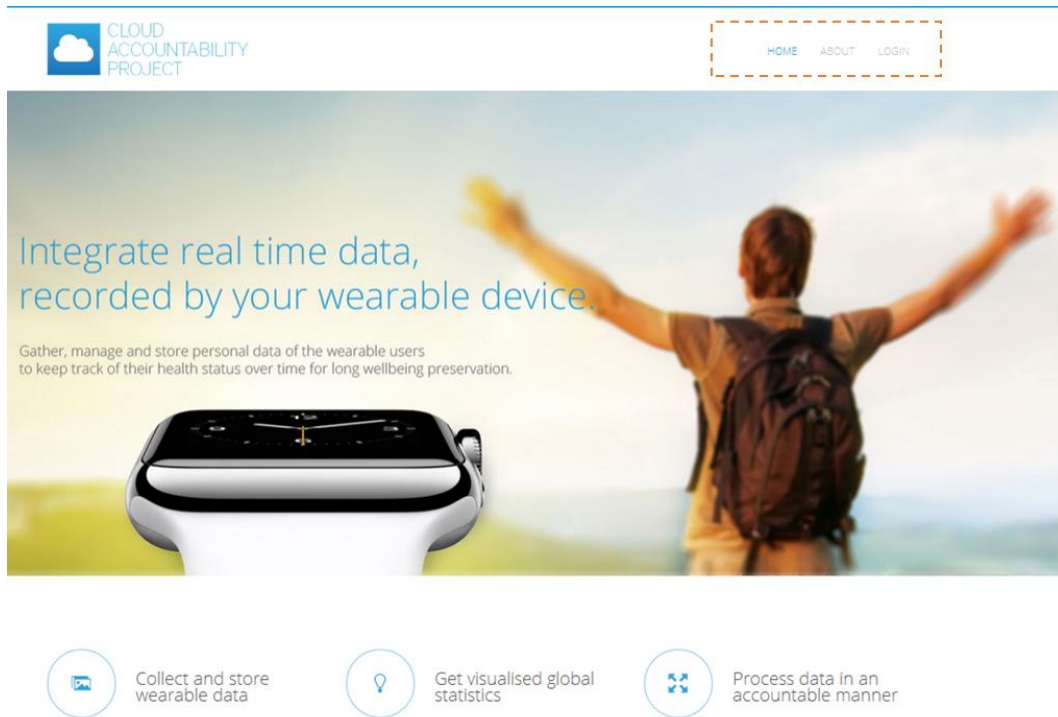 CLOUD
ACCOUNTABILITY
PROJECT
HOME ABOUT LOGIN
Integrate real time data,
recorded by your wearable device.
Gather, manage and store personal data of the wearable users
to keep track of their health status over time for long wellbeing preservation.
Collect and store
wearable data
Get visualised global
statistics
Process data in an
accountable manner